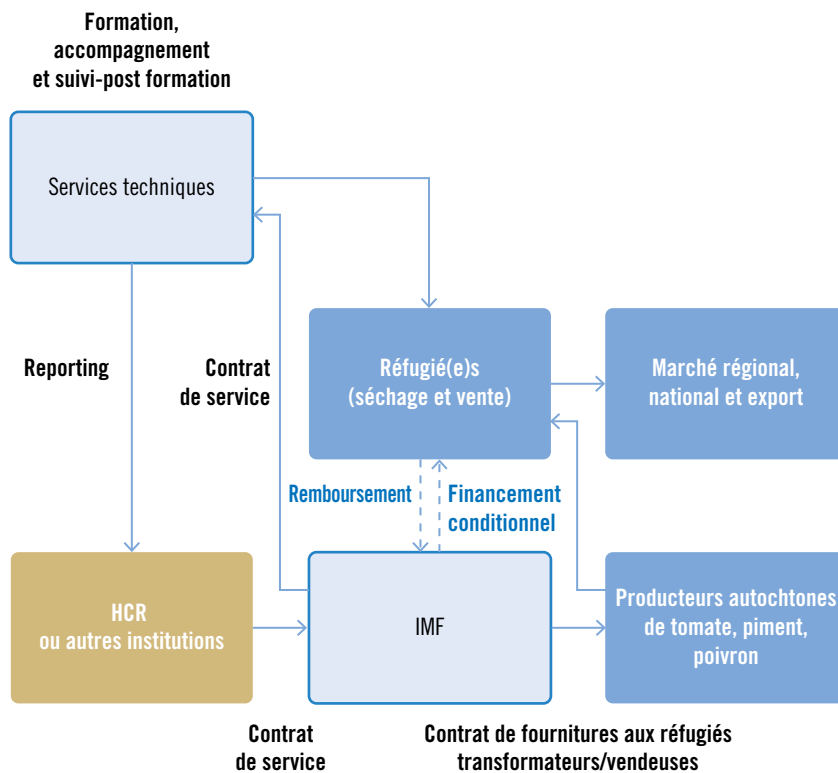 Formation,
accompagnement
et suivi-post formation
Services techniques
Reporting
Contrat
de service
Réfugié(e)s
(séchage et vente)
Marché régional,
national et export
Remboursement
Financement
conditionnel
HCR
ou autres institutions
IMF
Producteurs autochtones
de tomate, piment,
poivron
Contrat
de service
Contrat de fournitures aux réfugiés
transformateurs/vendeuses